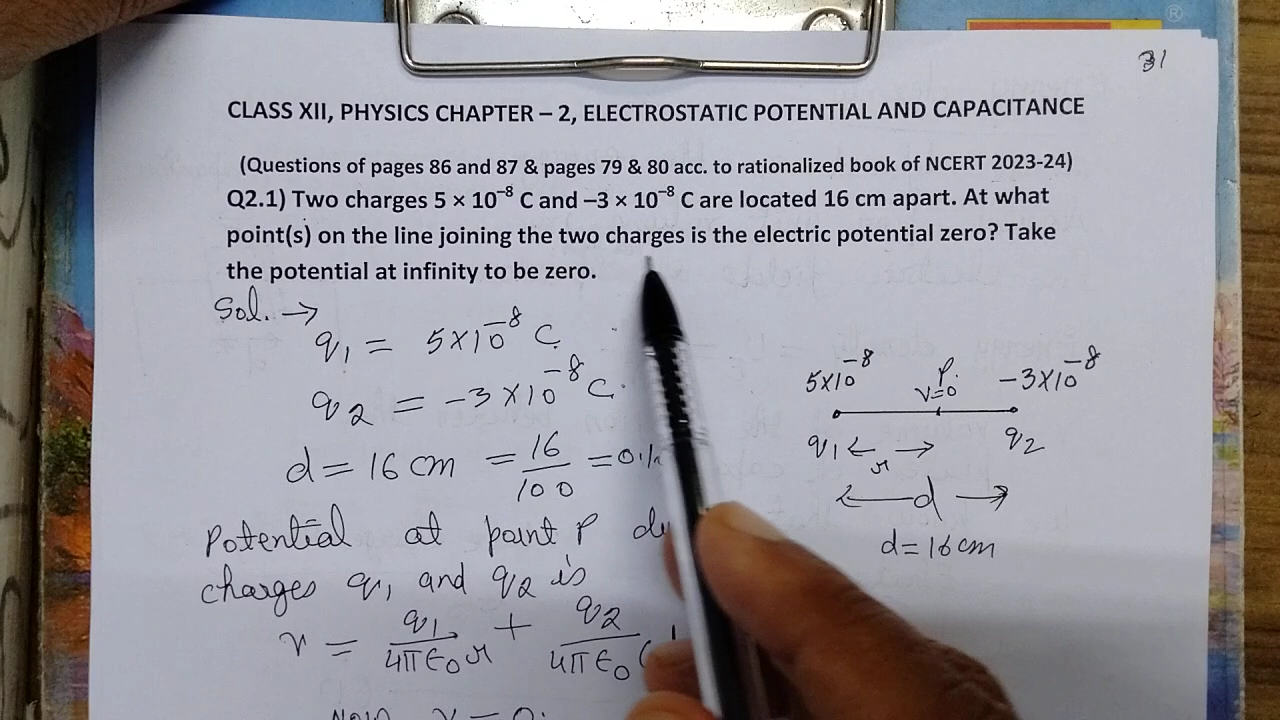 31
CLASS XII, PHYSICS CHAPTER – 2, ELECTROSTATIC POTENTIAL AND CAPACITANCE
(Questions of pages 86 and 87 & pages 79 & 80 acc. to rationalized book of NCERT 2023-24)
Q2.1) Two charges 5 × 10⁻⁸ C and –3 × 10⁻⁸ C are located 16 cm apart. At what
point(s) on the line joining the two charges is the electric potential zero? Take
the potential at infinity to be zero.
Sol. →
q₁ = 5×10⁻⁸ C.
q₂ = -3 × 10⁻⁸ C.
d = 16 cm = 16/100 = 0.1
Potential at point P
charges q₁ and q₂ is
V = q₁/4πϵ₀r + q₂/4πϵ₀(
Now V = 0.
5×10⁻⁸ P. V=0 -3×10⁻⁸
q₁ ← r → q₂
← d →
d = 16 cm